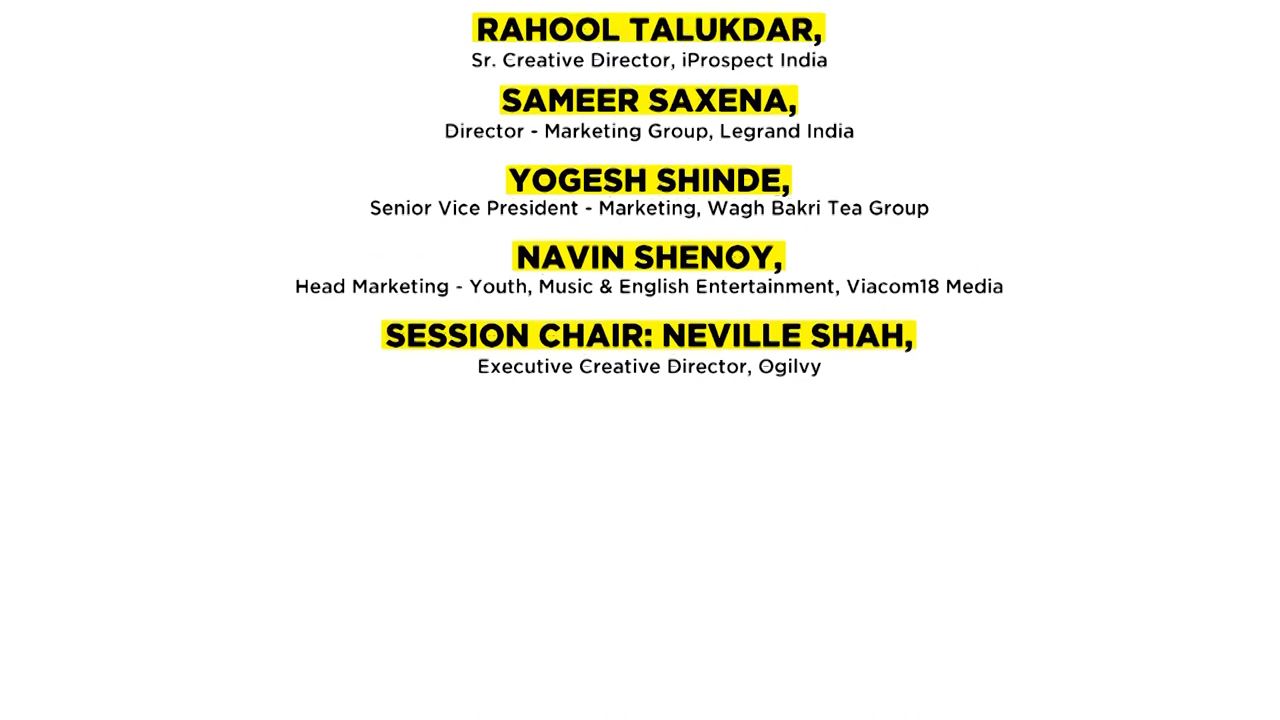 RAHOOL TALUKDAR,
Sr. Creative Director, iProspect India
SAMEER SAXENA,
Director - Marketing Group, Legrand India
YOGESH SHINDE,
Senior Vice President - Marketing, Wagh Bakri Tea Group
NAVIN SHENOY,
Head Marketing - Youth, Music & English Entertainment, Viacom18 Media
SESSION CHAIR: NEVILLE SHAH,
Executive Creative Director, Ogilvy